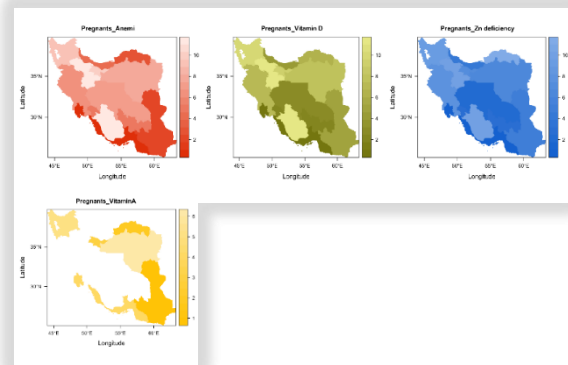 Pregnants_Anemi
Pregnants_Vitamin D
Pregnants_Zn deficiency
Latitude
35°N
30°N
10
8
6
4
2
45°E 50°E 55°E 60°E
Longitude
Latitude
35°N
30°N
10
8
6
4
2
45°E 50°E 55°E 60°E
Longitude
Latitude
35°N
30°N
10
8
6
4
2
45°E 50°E 55°E 60°E
Longitude
Pregnants_VitaminA
Latitude
35°N
30°N
6
5
4
3
2
1
45°E 50°E 55°E 60°E
Longitude